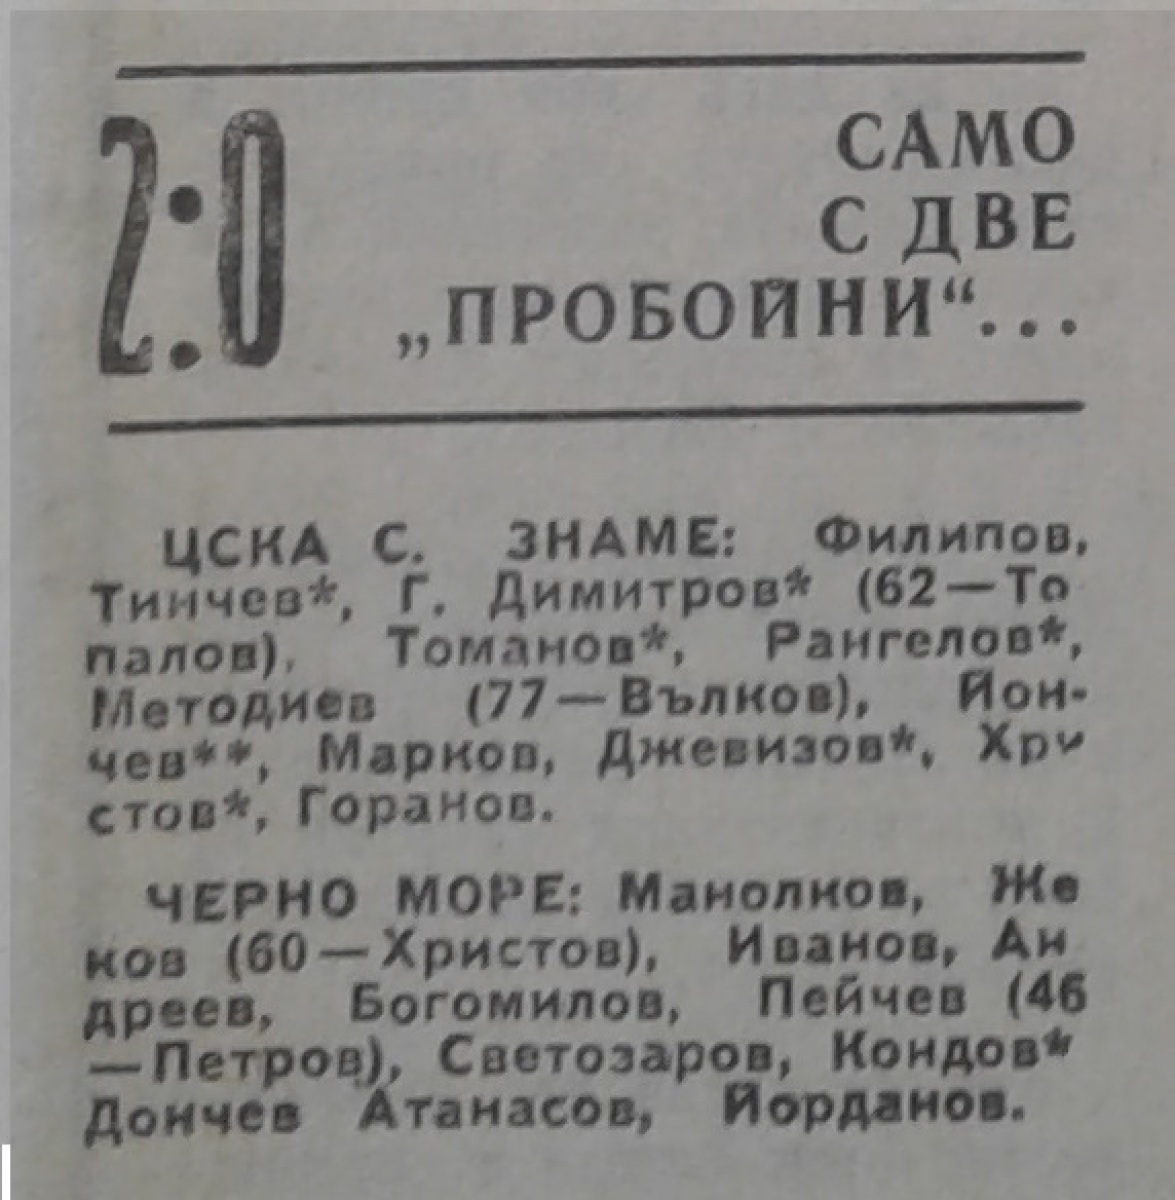 2:0
САМО
С ДВЕ
„ПРОБОЙНИ“...
ЦСКА С. ЗНАМЕ: Филипов,
Тинчев*, Г. Димитров* (62—То
палов), Томанов*, Рангелов*,
Методиев (77—Вълков), Йон-
чев**, Марков, Джевизов*, Хри
стов*, Горанов.
ЧЕРНО МОРЕ: Манолков, Же
ков (60—Христов), Иванов, Ан
дреев, Богомилов, Пейчев (46
—Петров), Светозаров, Кондов*
Дончев Атанасов, Йорданов.